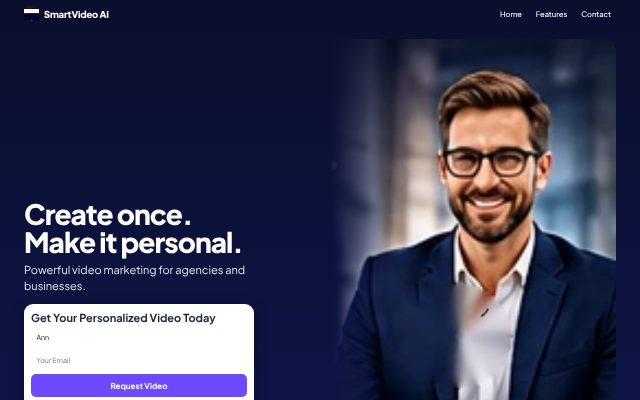 SmartVideo AI
Home Features Contact
Create once.
Make it personal.
Powerful video marketing for agencies and
businesses.
Get Your Personalized Video Today
Ann
Your Email
Request Video